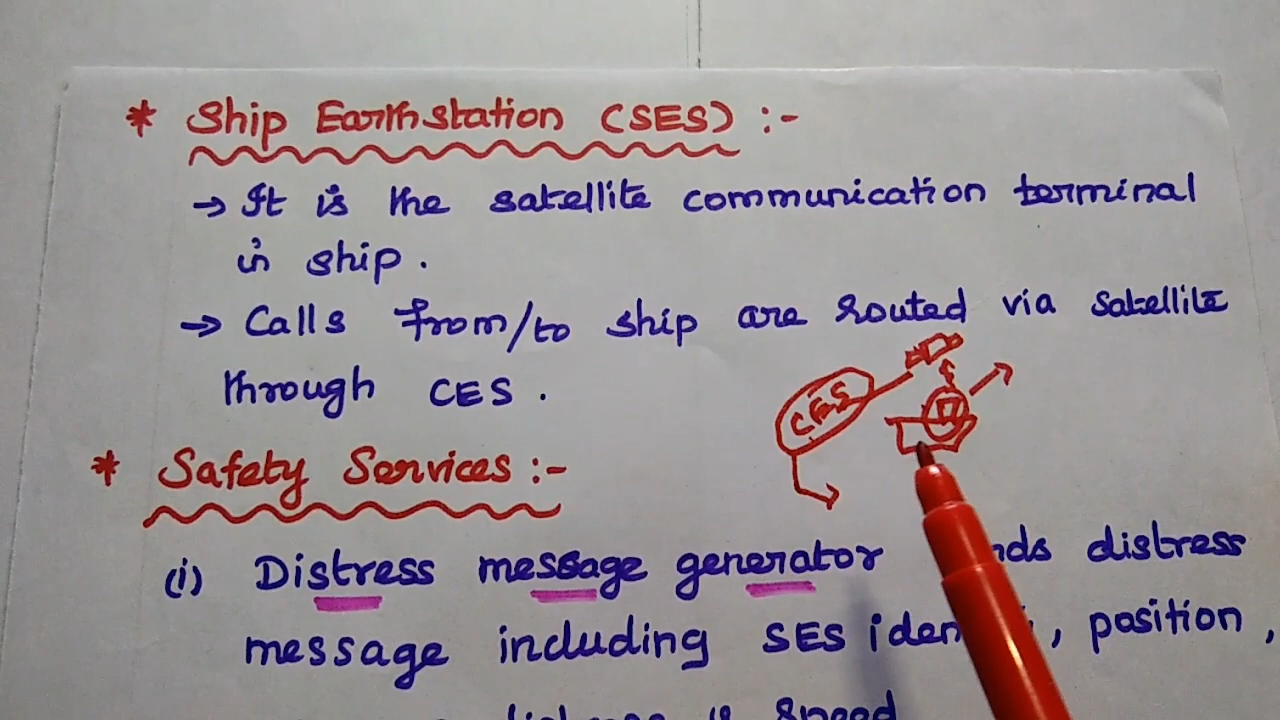 * Ship Earthstation (SES) :-
→ It is the satellite communication terminal
in ship.
→ Calls from/to ship are routed via satellite
through CES.
CES
* Safety Services :-
(i) Distress message generator distress
message including SES position,
speed